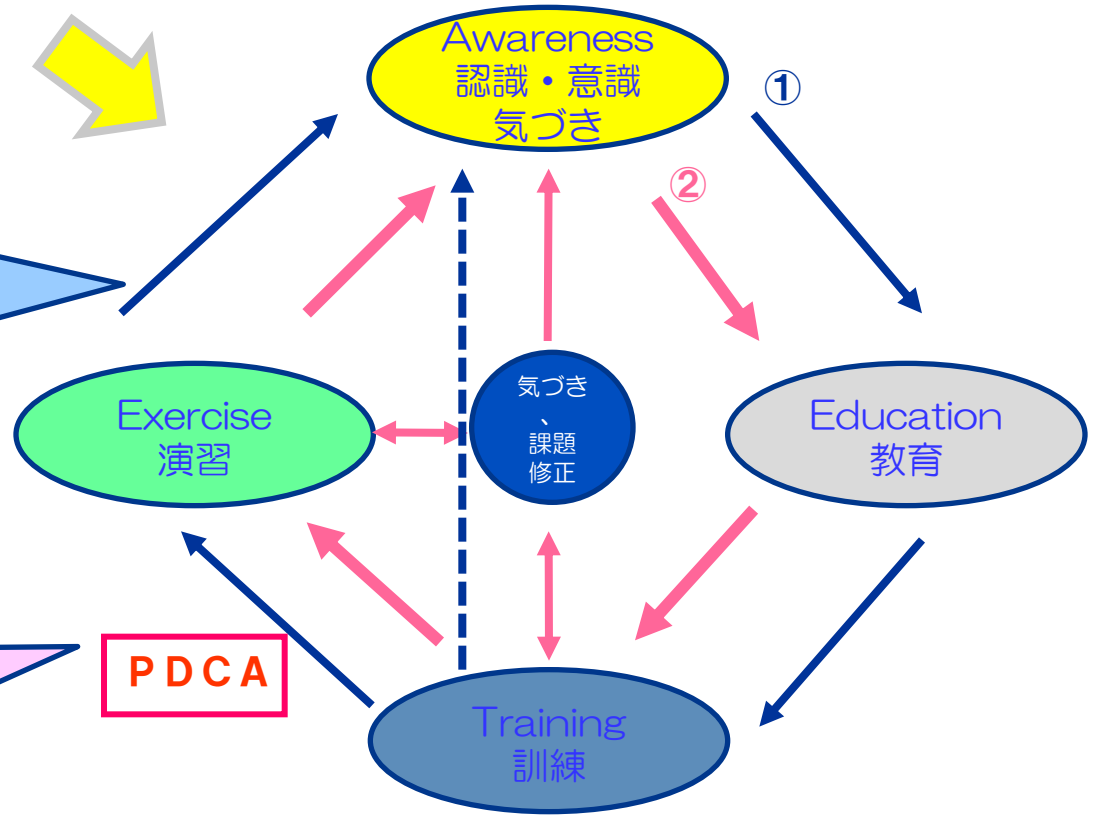 Awareness
認識・意識
気づき
①
②
Exercise
演習
気づき
、
課題
修正
Education
教育
ＰＤＣＡ
Training
訓練